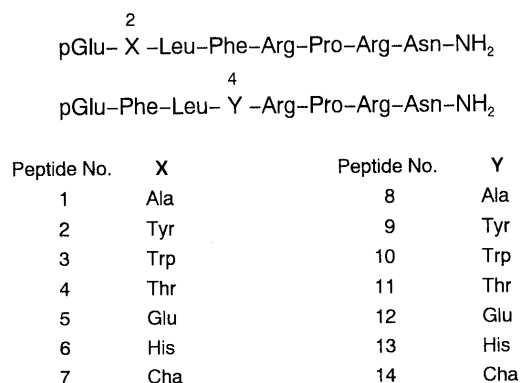 2
pGlu– X –Leu–Phe–Arg–Pro–Arg–Asn–NH₂
4
pGlu–Phe–Leu– Y –Arg–Pro–Arg–Asn–NH₂
Peptide No. X Peptide No. Y
1 Ala 8 Ala
2 Tyr 9 Tyr
3 Trp 10 Trp
4 Thr 11 Thr
5 Glu 12 Glu
6 His 13 His
7 Cha 14 Cha